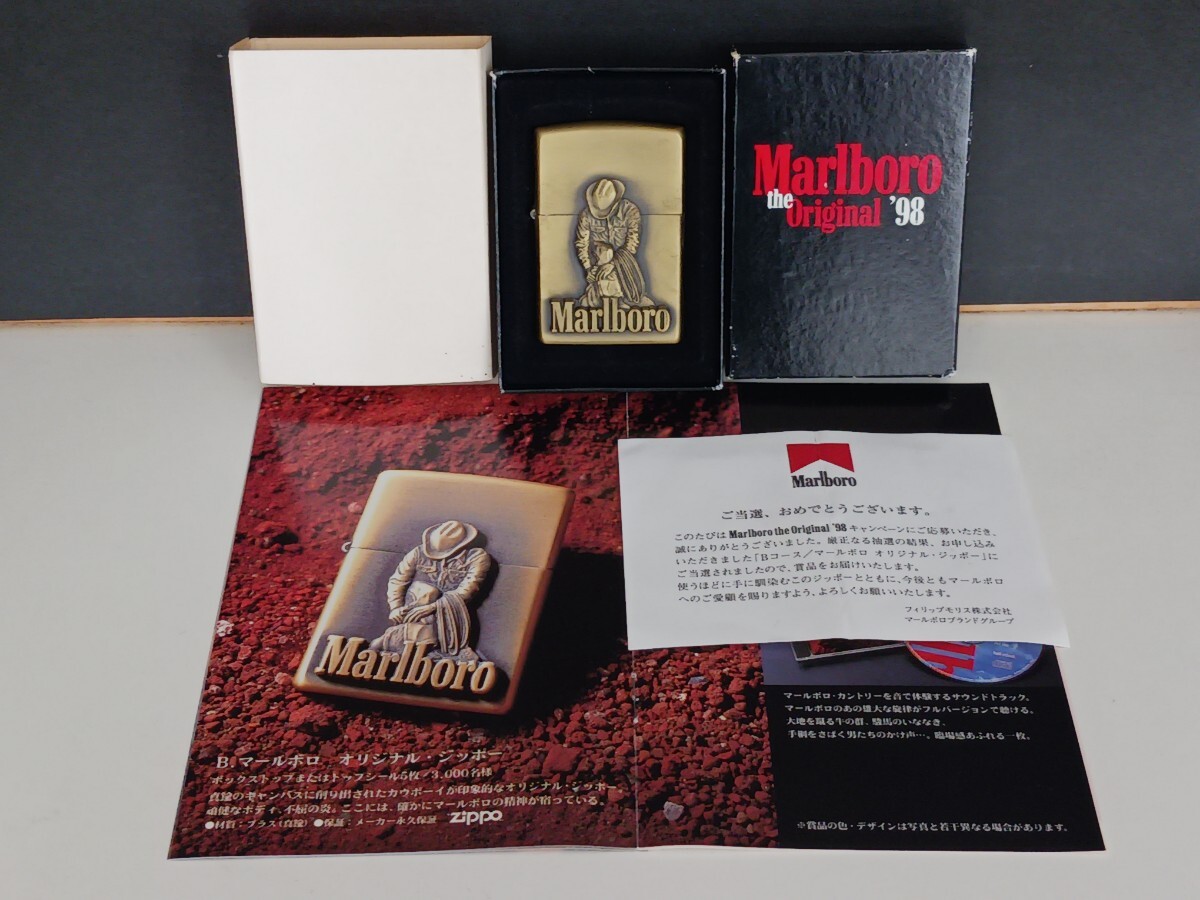 Marlboro
Marlboro
the Original '98
Marlboro
ご当選、おめでとうございます。
このたびは Marlboro the Original '98 キャンペーンにご応募いただき、
誠にありがとうございました。厳正なる抽選の結果、お申し込み
いただきました「Bコース／マールボロ オリジナル・ジッポー」に
ご当選されましたので、賞品をお届けいたします。
使うほどに手に馴染むこのジッポーとともに、今後ともマールボロ
へのご愛顧を賜りますよう、よろしくお願いいたします。
フィリップモリス株式会社
マールボロブランドグループ
Marlboro
B.マールボロ オリジナル・ジッポー
ボックストップまたはトップシール5枚／3,000名様
真鍮のキャンバスに削り出されたカウボーイが印象的なオリジナル・ジッポー。
頑健なボディ、不屈の炎。ここには、確かにマールボロの精神が宿っている。
●材質：ブラス(真鍮) ●保証：メーカー永久保証 zippo
マールボロ・カントリーを音で体験するサウンドトラック。
マールボロのあの雄大な旋律がフルバージョンで聴ける。
大地を蹴る牛の群、駿馬のいななき、
手綱をさばく男たちのかけ声…。臨場感あふれる一枚。
※賞品の色・デザインは写真と若干異なる場合があります。